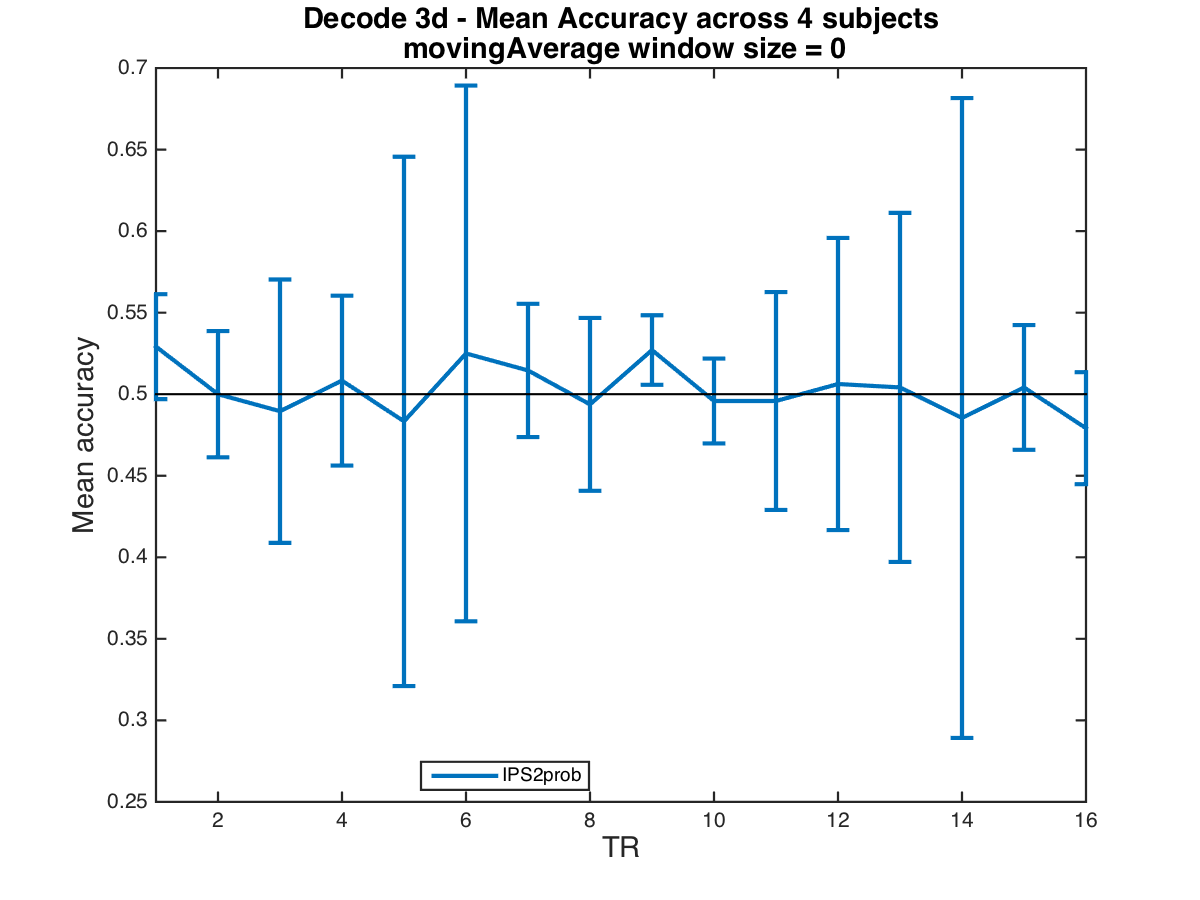 Decode 3d - Mean Accuracy across 4 subjects
movingAverage window size = 0
0.7
0.65
0.6
0.55
0.5
0.45
0.4
0.35
0.3
0.25
Mean accuracy
IPS2prob
2 4 6 8 10 12 14 16
TR